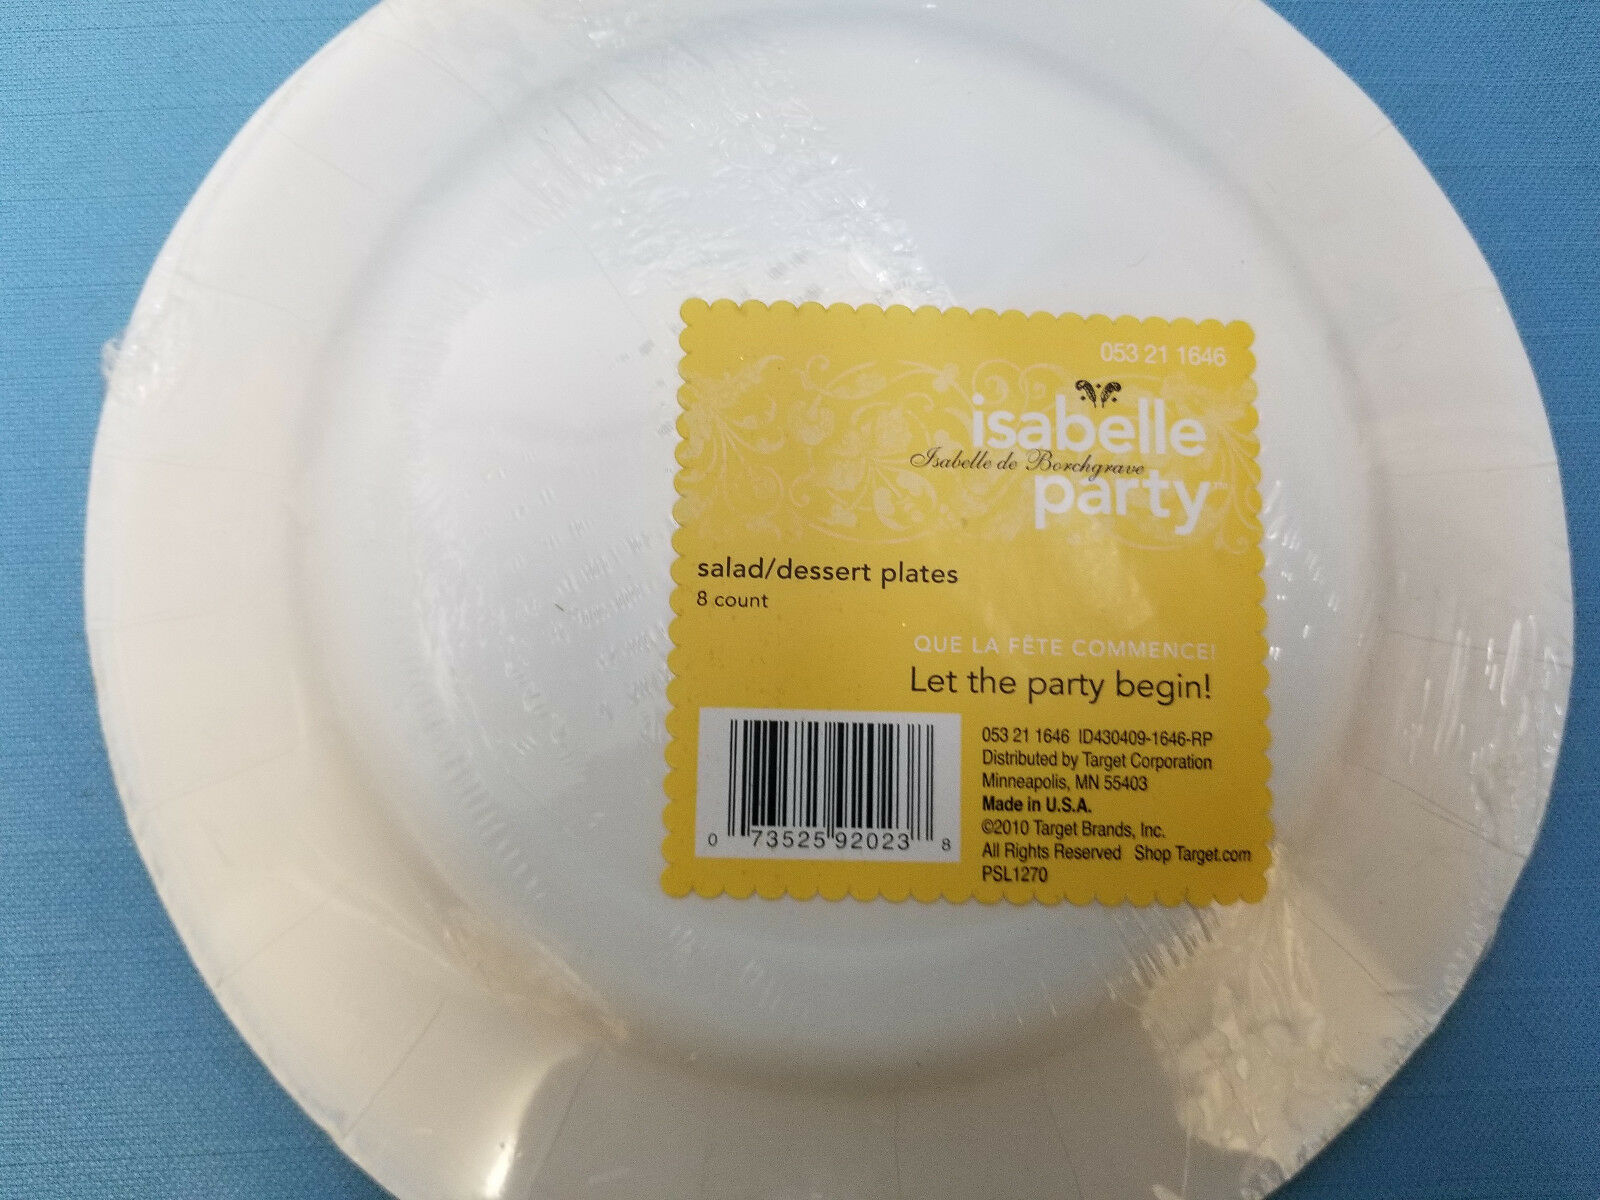 053 21 1646
isabelle
Isabelle de Borchgrave
party™
salad/dessert plates
8 count
QUE LA FÊTE COMMENCE!
Let the party begin!
053 21 1646 ID430409-1646-RP
Distributed by Target Corporation
Minneapolis, MN 55403
Made in U.S.A.
©2010 Target Brands, Inc.
All Rights Reserved Shop Target.com
PSL1270
0 73525 92023 8